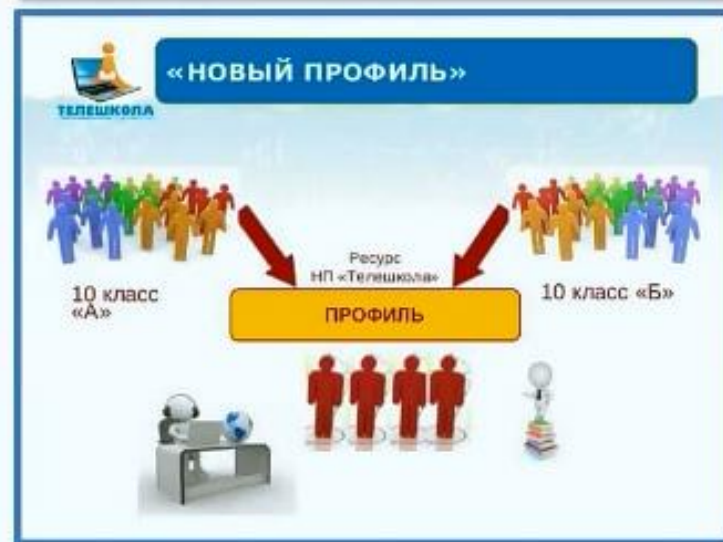 «НОВЫЙ ПРОФИЛЬ»
ТЕЛЕШКОЛА
Ресурс
НП «Телешкола»
10 класс
«А»
10 класс «Б»
ПРОФИЛЬ